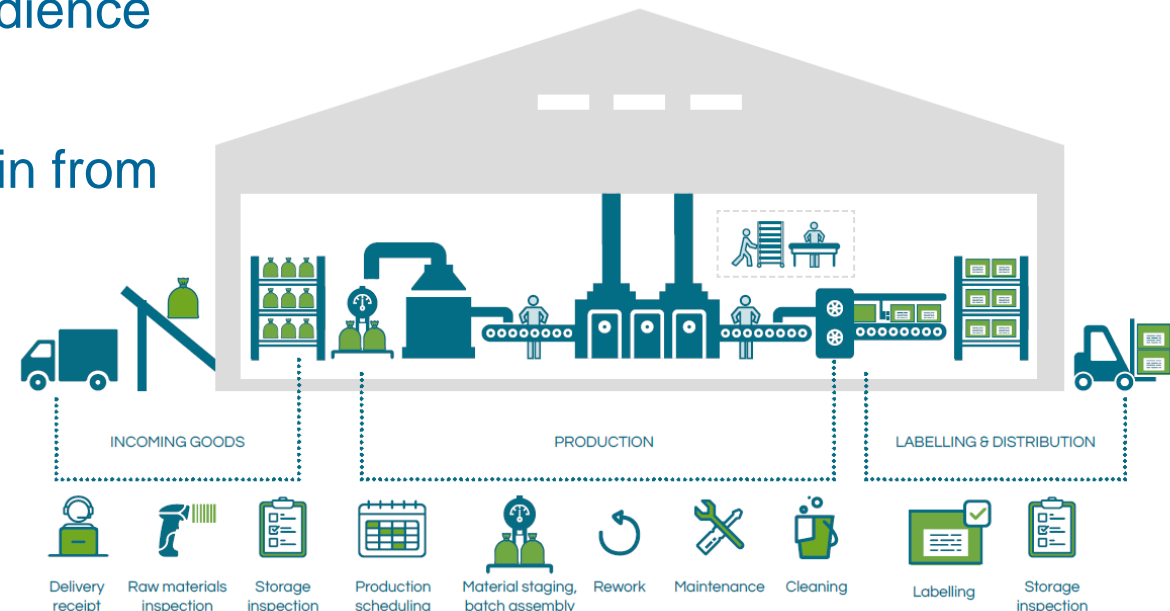 dience
in from
INCOMING GOODS
PRODUCTION
LABELLING & DISTRIBUTION
Delivery
receipt
Raw materials
inspection
Storage
inspection
Production
scheduling
Material staging,
batch assembly
Rework
Maintenance
Cleaning
Labelling
Storage
inspection